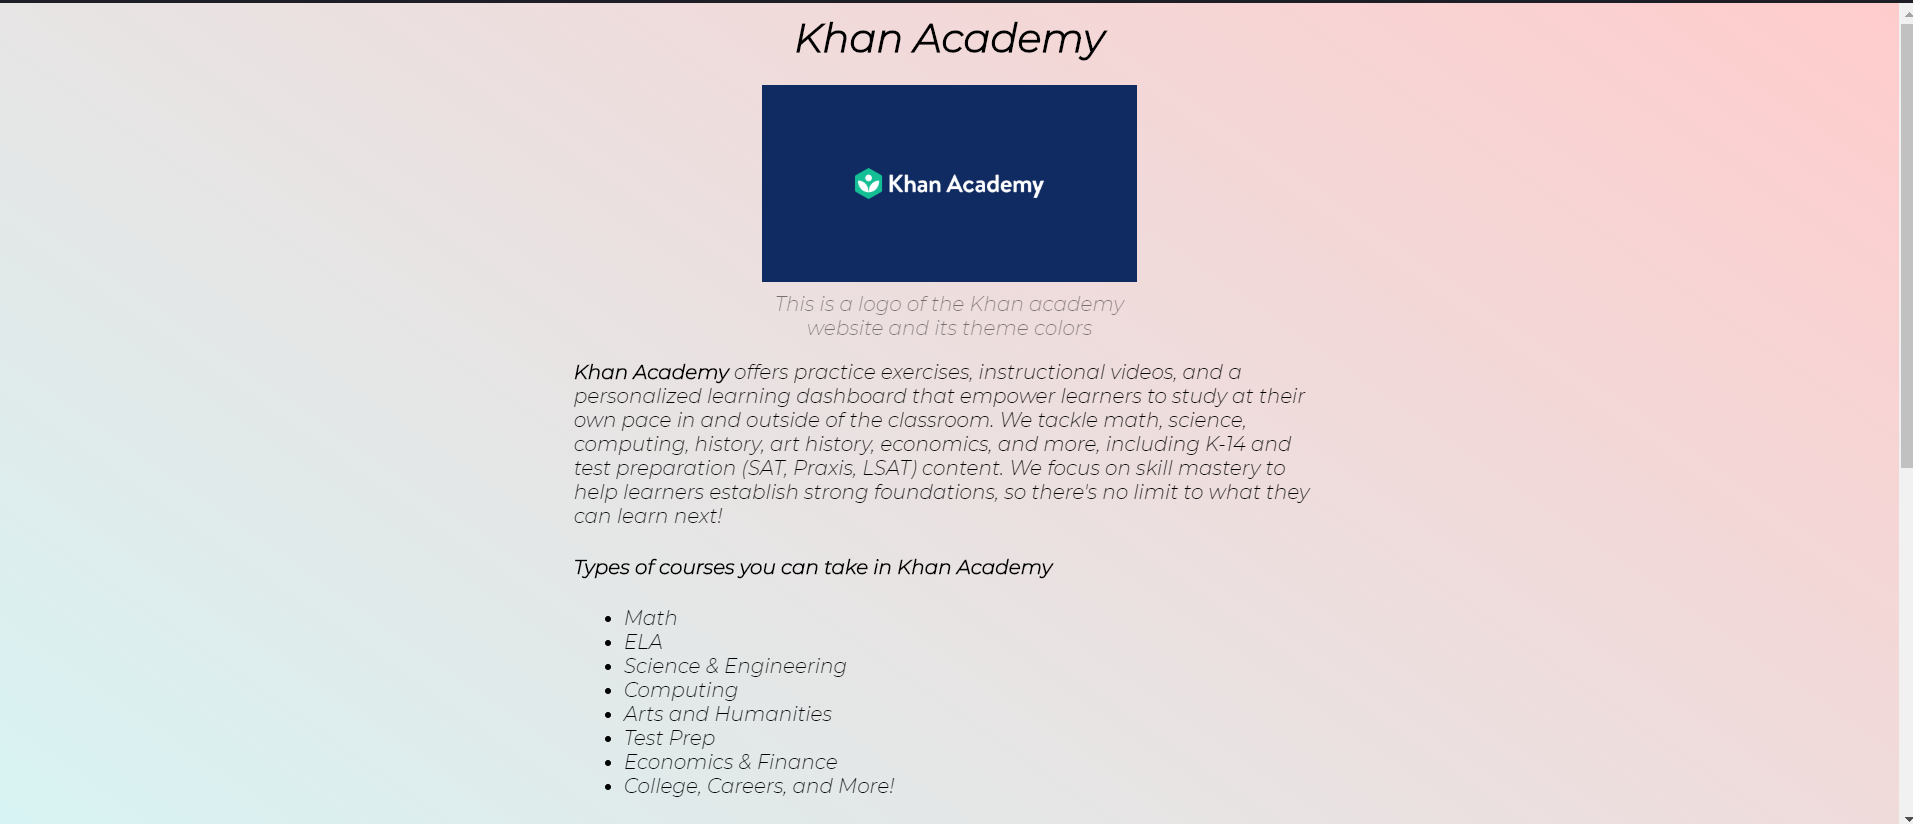 Khan Academy
Khan Academy
This is a logo of the Khan academy
website and its theme colors
Khan Academy offers practice exercises, instructional videos, and a
personalized learning dashboard that empower learners to study at their
own pace in and outside of the classroom. We tackle math, science,
computing, history, art history, economics, and more, including K-14 and
test preparation (SAT, Praxis, LSAT) content. We focus on skill mastery to
help learners establish strong foundations, so there's no limit to what they
can learn next!
Types of courses you can take in Khan Academy
• Math
• ELA
• Science & Engineering
• Computing
• Arts and Humanities
• Test Prep
• Economics & Finance
• College, Careers, and More!